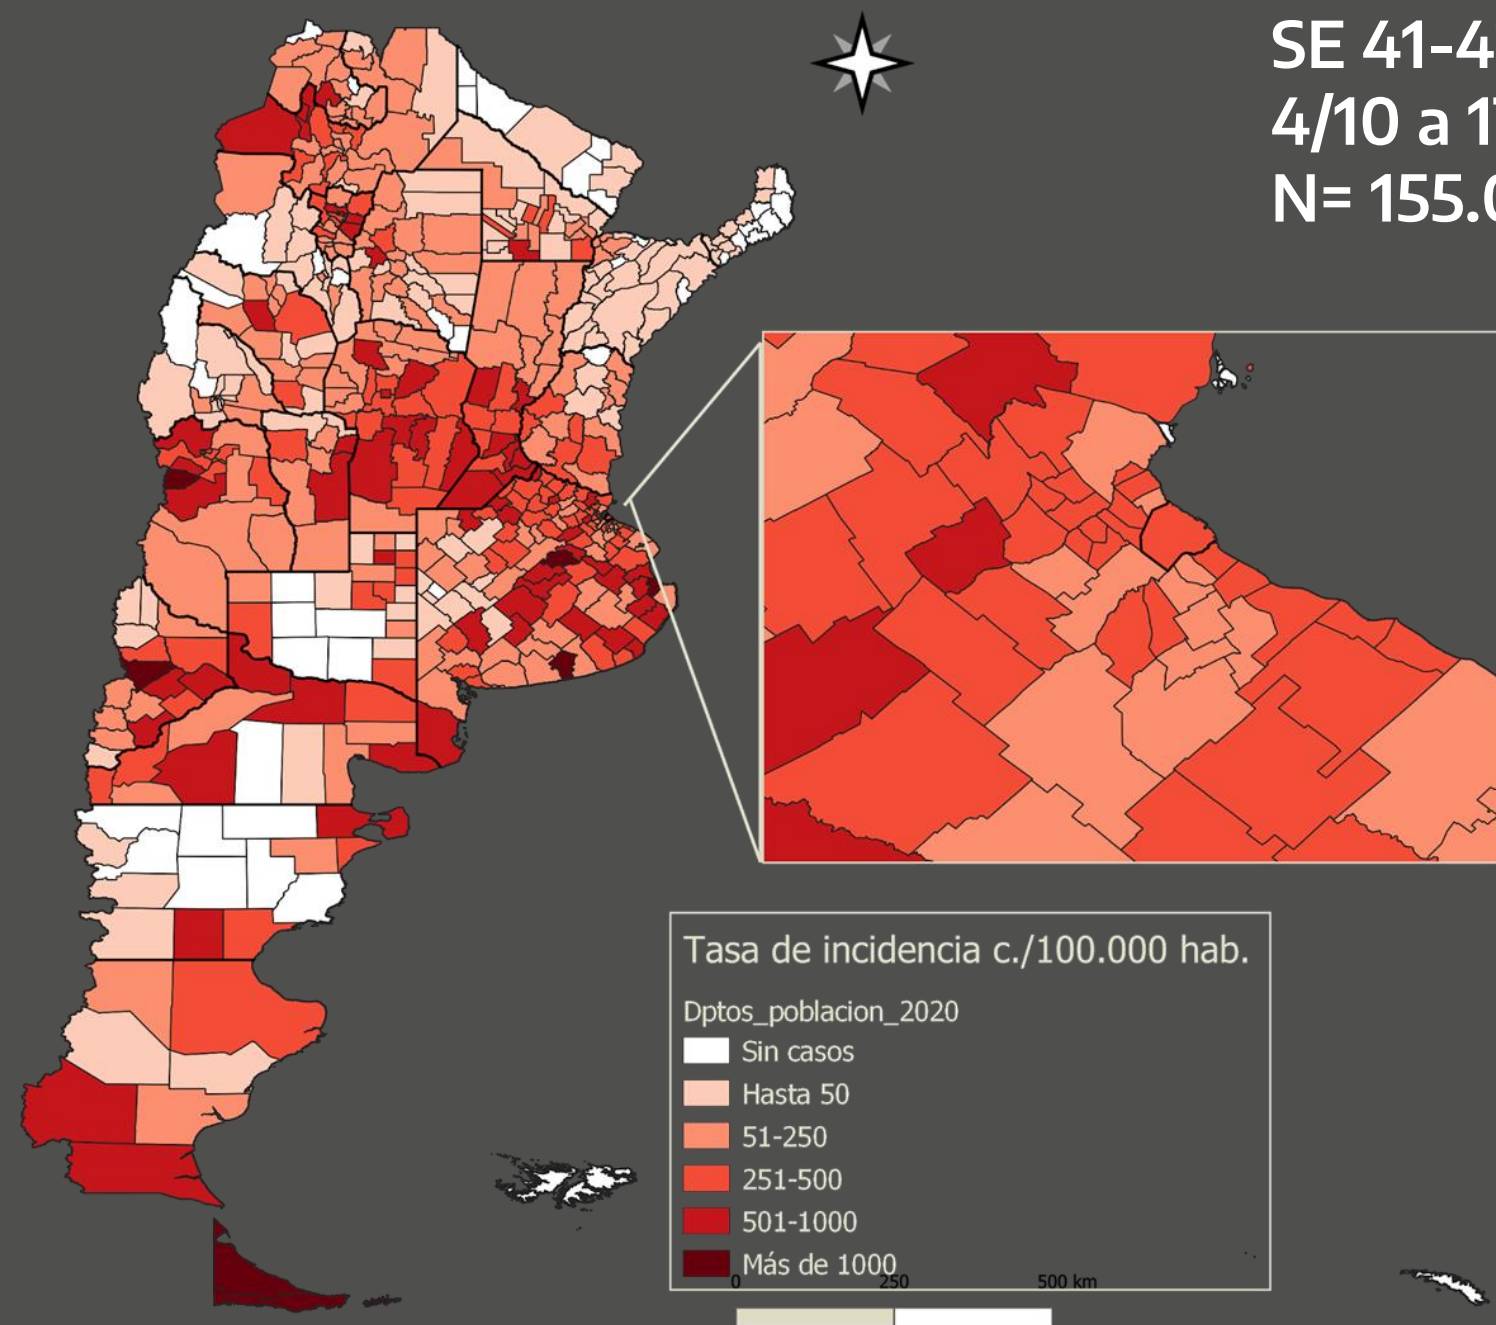 SE 41-4
4/10 a 1
N= 155.0
Tasa de incidencia c./100.000 hab.
Dptos_poblacion_2020
Sin casos
Hasta 50
51-250
251-500
501-1000
Más de 1000
0 250 500 km